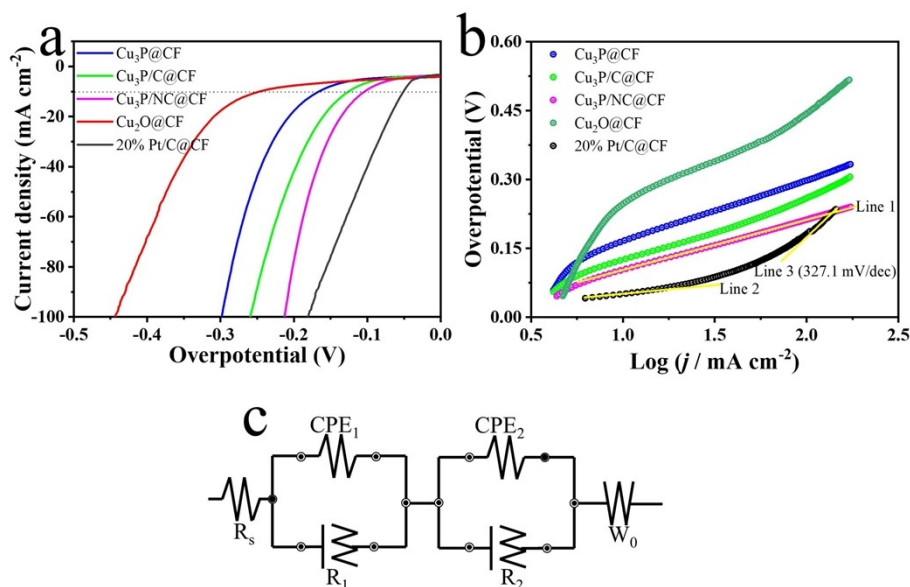 a
Cu₃P@CF
Cu₃P/C@CF
Cu₃P/NC@CF
Cu₂O@CF
20% Pt/C@CF
Current density (mA cm⁻²)
0
-20
-40
-60
-80
-100
-0.5 -0.4 -0.3 -0.2 -0.1 0.0
Overpotential (V)
b
Cu₃P@CF
Cu₃P/C@CF
Cu₃P/NC@CF
Cu₂O@CF
20% Pt/C@CF
Overpotential (V)
0.60
0.45
0.30
0.15
0.00
Line 1
Line 3 (327.1 mV/dec)
Line 2
0.5 1.0 1.5 2.0 2.5
Log (j / mA cm⁻²)
c
CPE₁ CPE₂
Rₛ W₀
R₁ R₂